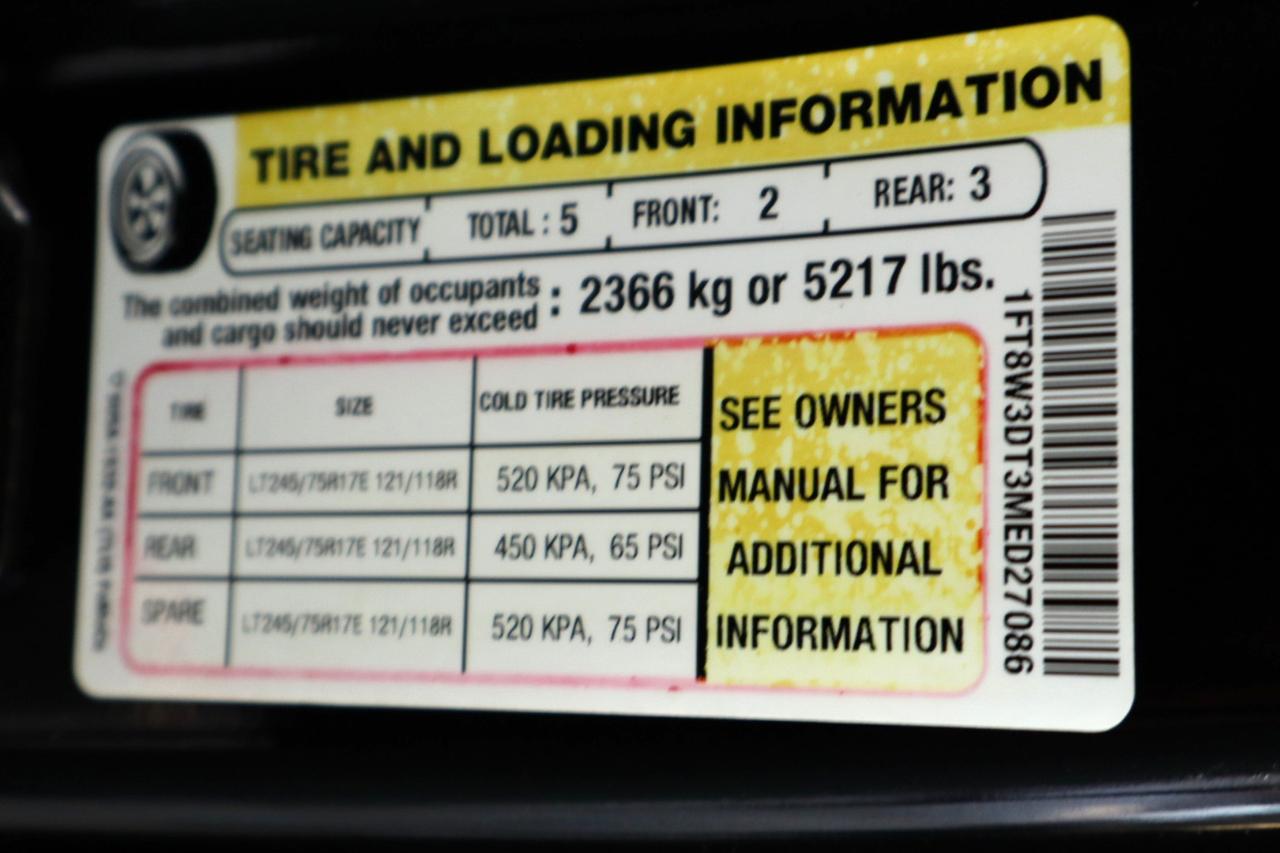 TIRE AND LOADING INFORMATION
SEATING CAPACITY TOTAL : 5 FRONT: 2 REAR: 3
The combined weight of occupants
and cargo should never exceed : 2366 kg or 5217 lbs.
TIRE SIZE COLD TIRE PRESSURE
FRONT LT245/75R17E 121/118R 520 KPA, 75 PSI
REAR LT245/75R17E 121/118R 450 KPA, 65 PSI
SPARE LT245/75R17E 121/118R 520 KPA, 75 PSI
SEE OWNERS
MANUAL FOR
ADDITIONAL
INFORMATION
1FT8W3DT3MED27086